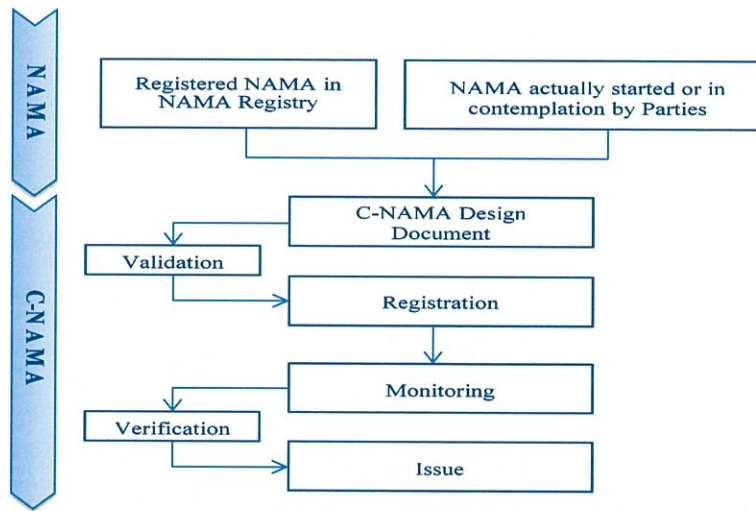 NAMA
Registered NAMA in
NAMA Registry
NAMA actually started or in
contemplation by Parties
C-NAMA
C-NAMA Design
Document
Validation
Registration
Monitoring
Verification
Issue